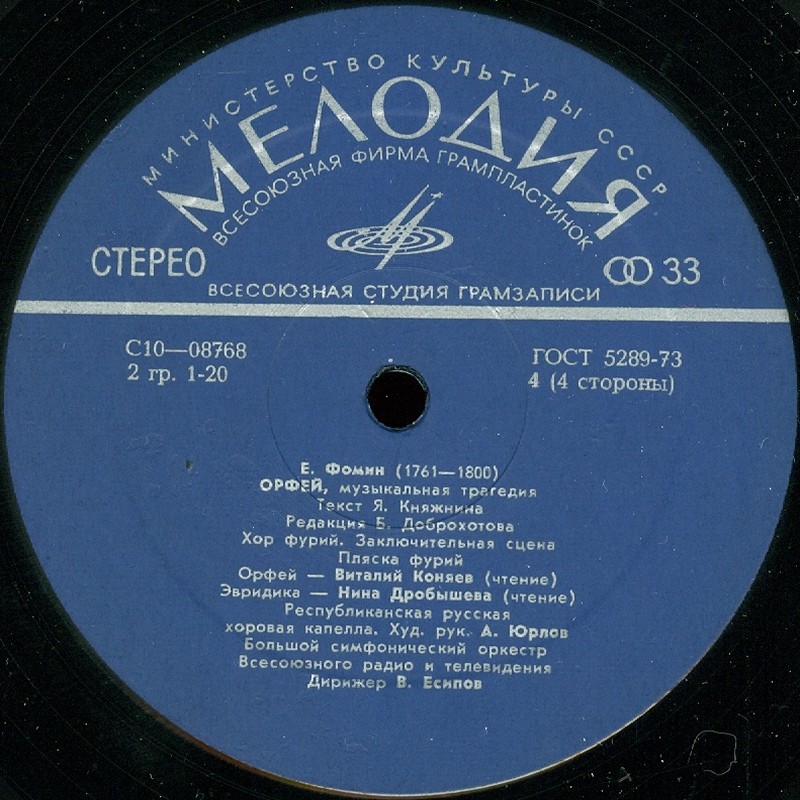 МИНИСТЕРСТВО КУЛЬТУРЫ СССР
МЕЛОДИЯ
ВСЕСОЮЗНАЯ ФИРМА ГРАМПЛАСТИНОК
СТЕРЕО
33
ВСЕСОЮЗНАЯ СТУДИЯ ГРАМЗАПИСИ
С10—08768
ГОСТ 5289-73
2 гр. 1-20
4 (4 стороны)
Е. Фомин (1761—1800)
ОРФЕЙ, музыкальная трагедия
Текст Я. Княжнина
Редакция Б. Доброхотова
Хор фурий. Заключительная сцена
Пляска фурий
Орфей — Виталий Коняев (чтение)
Эвридика — Нина Дробышева (чтение)
Республиканская русская
хоровая капелла. Худ. рук. А. Юрлов
Большой симфонический оркестр
Всесоюзного радио и телевидения
Дирижер В. Есипов